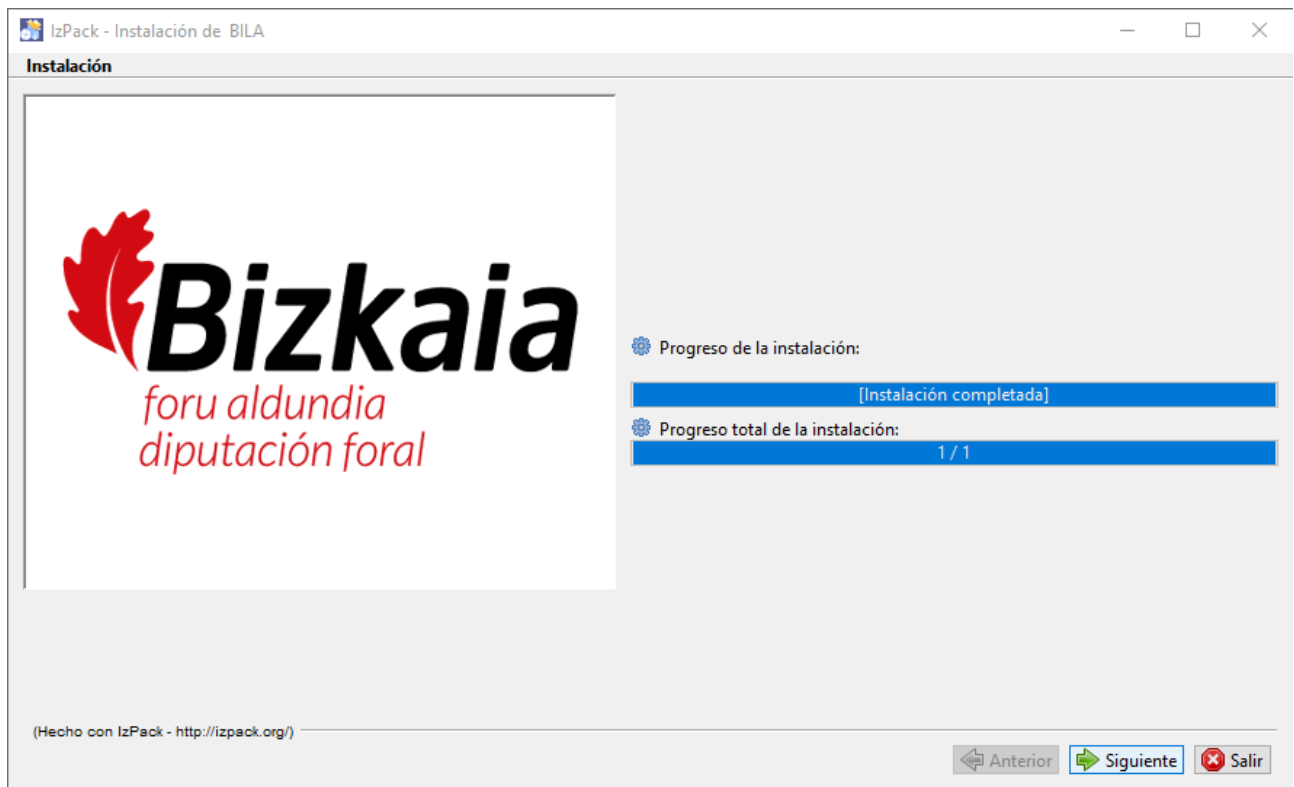 IzPack - Instalación de BILA
Instalación
Bizkaia
foru aldundia
diputación foral
Progreso de la instalación:
[Instalación completada]
Progreso total de la instalación:
1 / 1
(Hecho con IzPack - http://izpack.org/)
Anterior Siguiente Salir